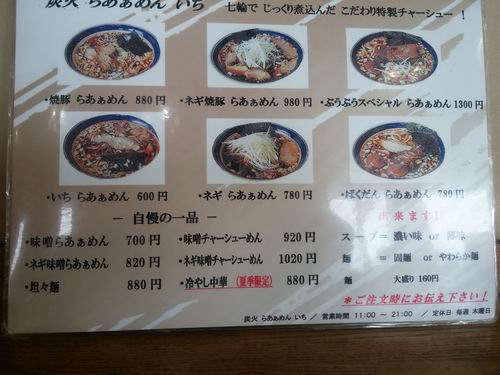 炭火 らあぁめん いち
七輪で じっくり煮込んだ こだわり特製チャーシュー！
・焼豚 らあぁめん 880円
・ネギ焼豚 らあぁめん 980円
・ぶうぶうスペシャル らあぁめん 1300円
・いち らあぁめん 600円
・ネギ らあぁめん 780円
・ばくだん らあぁめん 780円
― 自慢の一品 ―
・味噌らあぁめん 700円
・ネギ味噌らあぁめん 820円
・坦々麺 880円
・味噌チャーシューめん 920円
・ネギ味噌チャーシューめん 1020円
・冷やし中華 (夏季限定) 880円
出来ます！
スープ＝ 濃い味 or 薄味
麺 ＝ 固麺 or やわらか麺
麺 大盛り 160円
＊ご注文時にお伝え下さい！
炭火 らあぁめん いち ／ 営業時間 11:00 ～ 21:00 ／ 定休日 毎週 木曜日